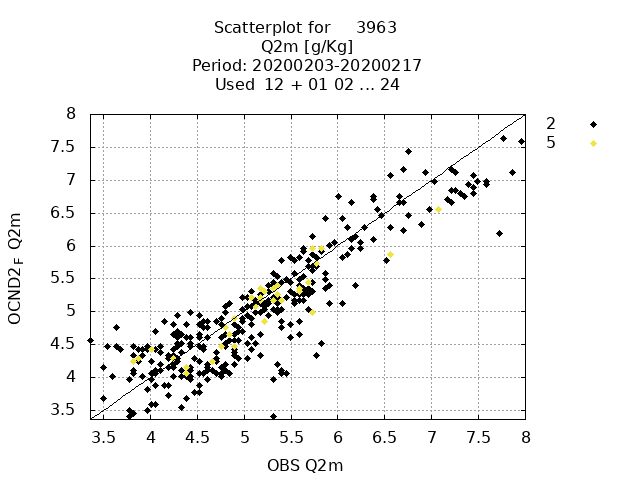 Scatterplot for 3963
Q2m [g/Kg]
Period: 20200203-20200217
Used 12 + 01 02 ... 24
2
5
8
7.5
7
6.5
6
5.5
5
4.5
4
3.5
OCND2_F Q2m
3.5 4 4.5 5 5.5 6 6.5 7 7.5 8
OBS Q2m